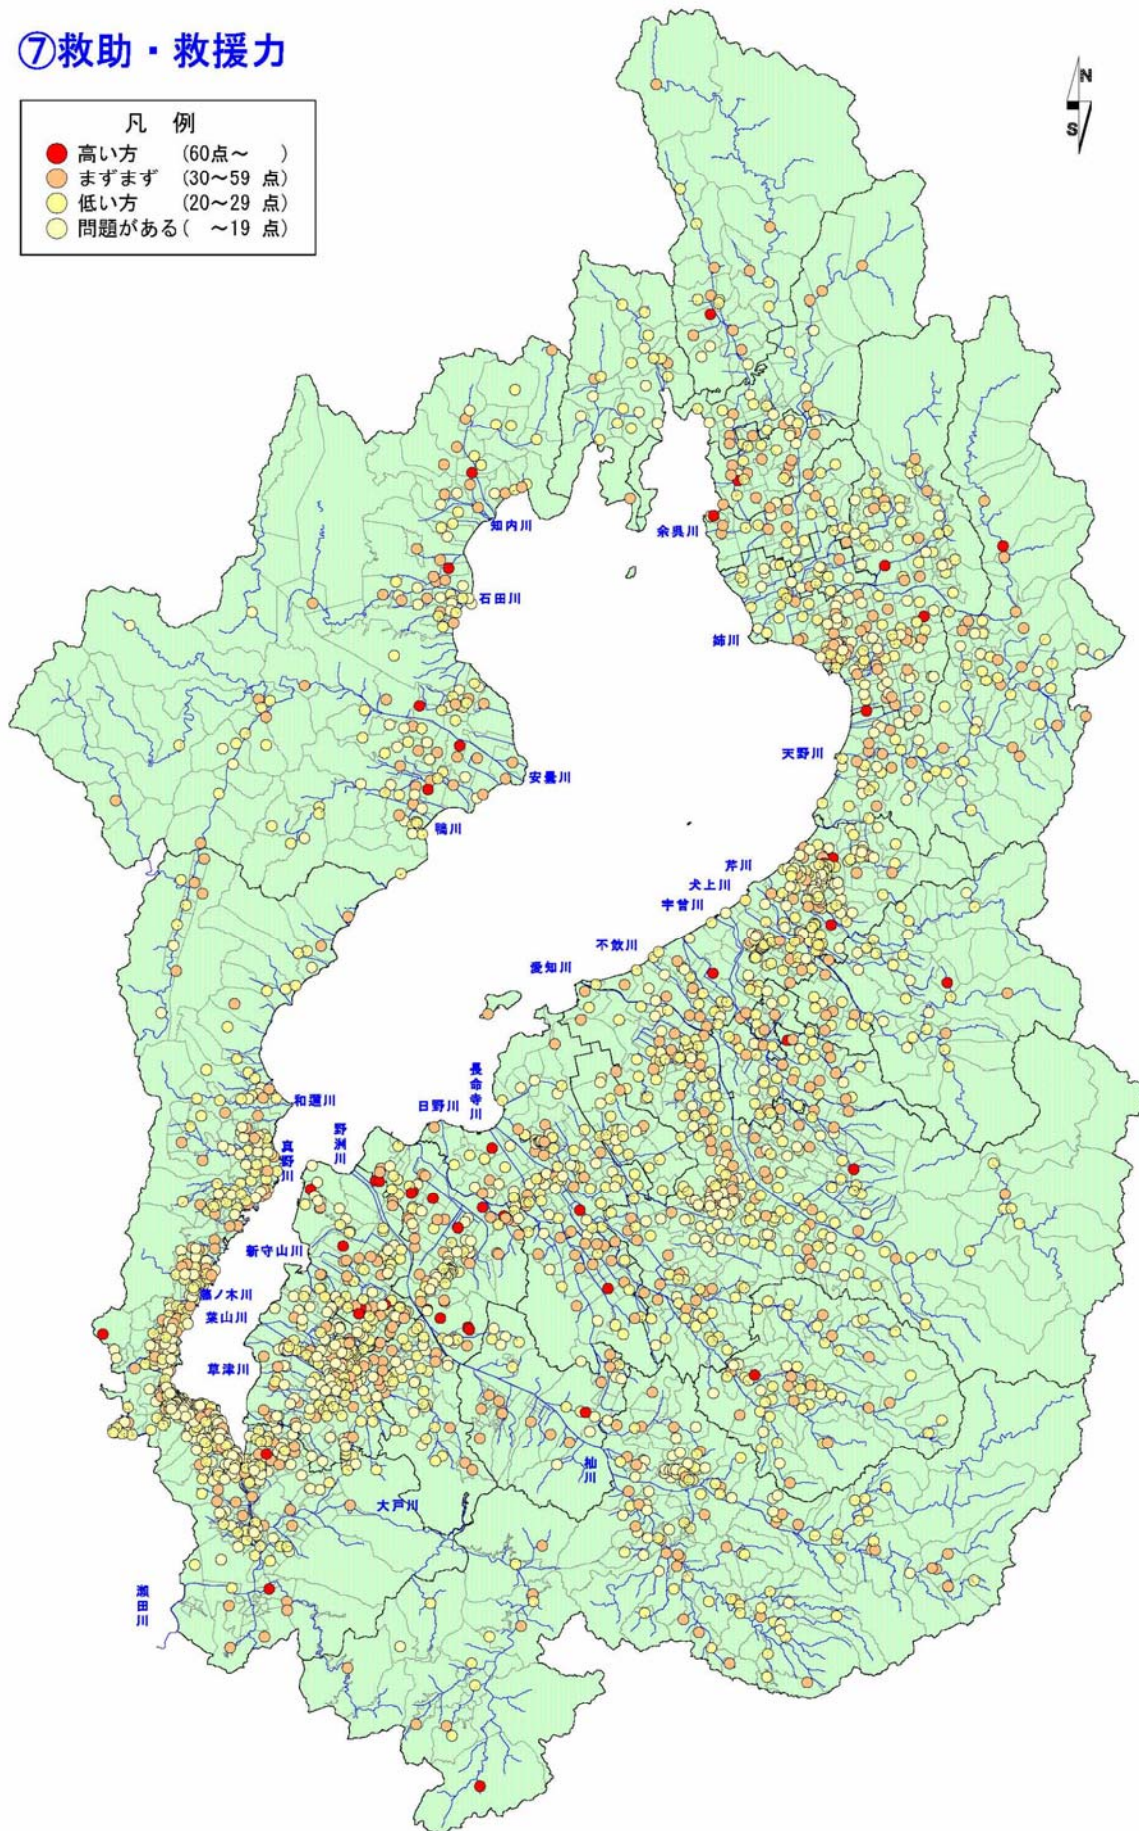 ⑦救助・救援力
凡 例
高い方 (60点~ )
まずまず (30~59 点)
低い方 (20~29 点)
問題がある( ~19 点)
N
S
知内川
余呉川
石田川
姉川
天野川
安曇川
鴨川
芹川
犬上川
宇曽川
不飲川
愛知川
長命寺川
日野川
和邇川
野洲川
真野川
新守山川
葉山川
草津川
杣川
大戸川
瀬田川